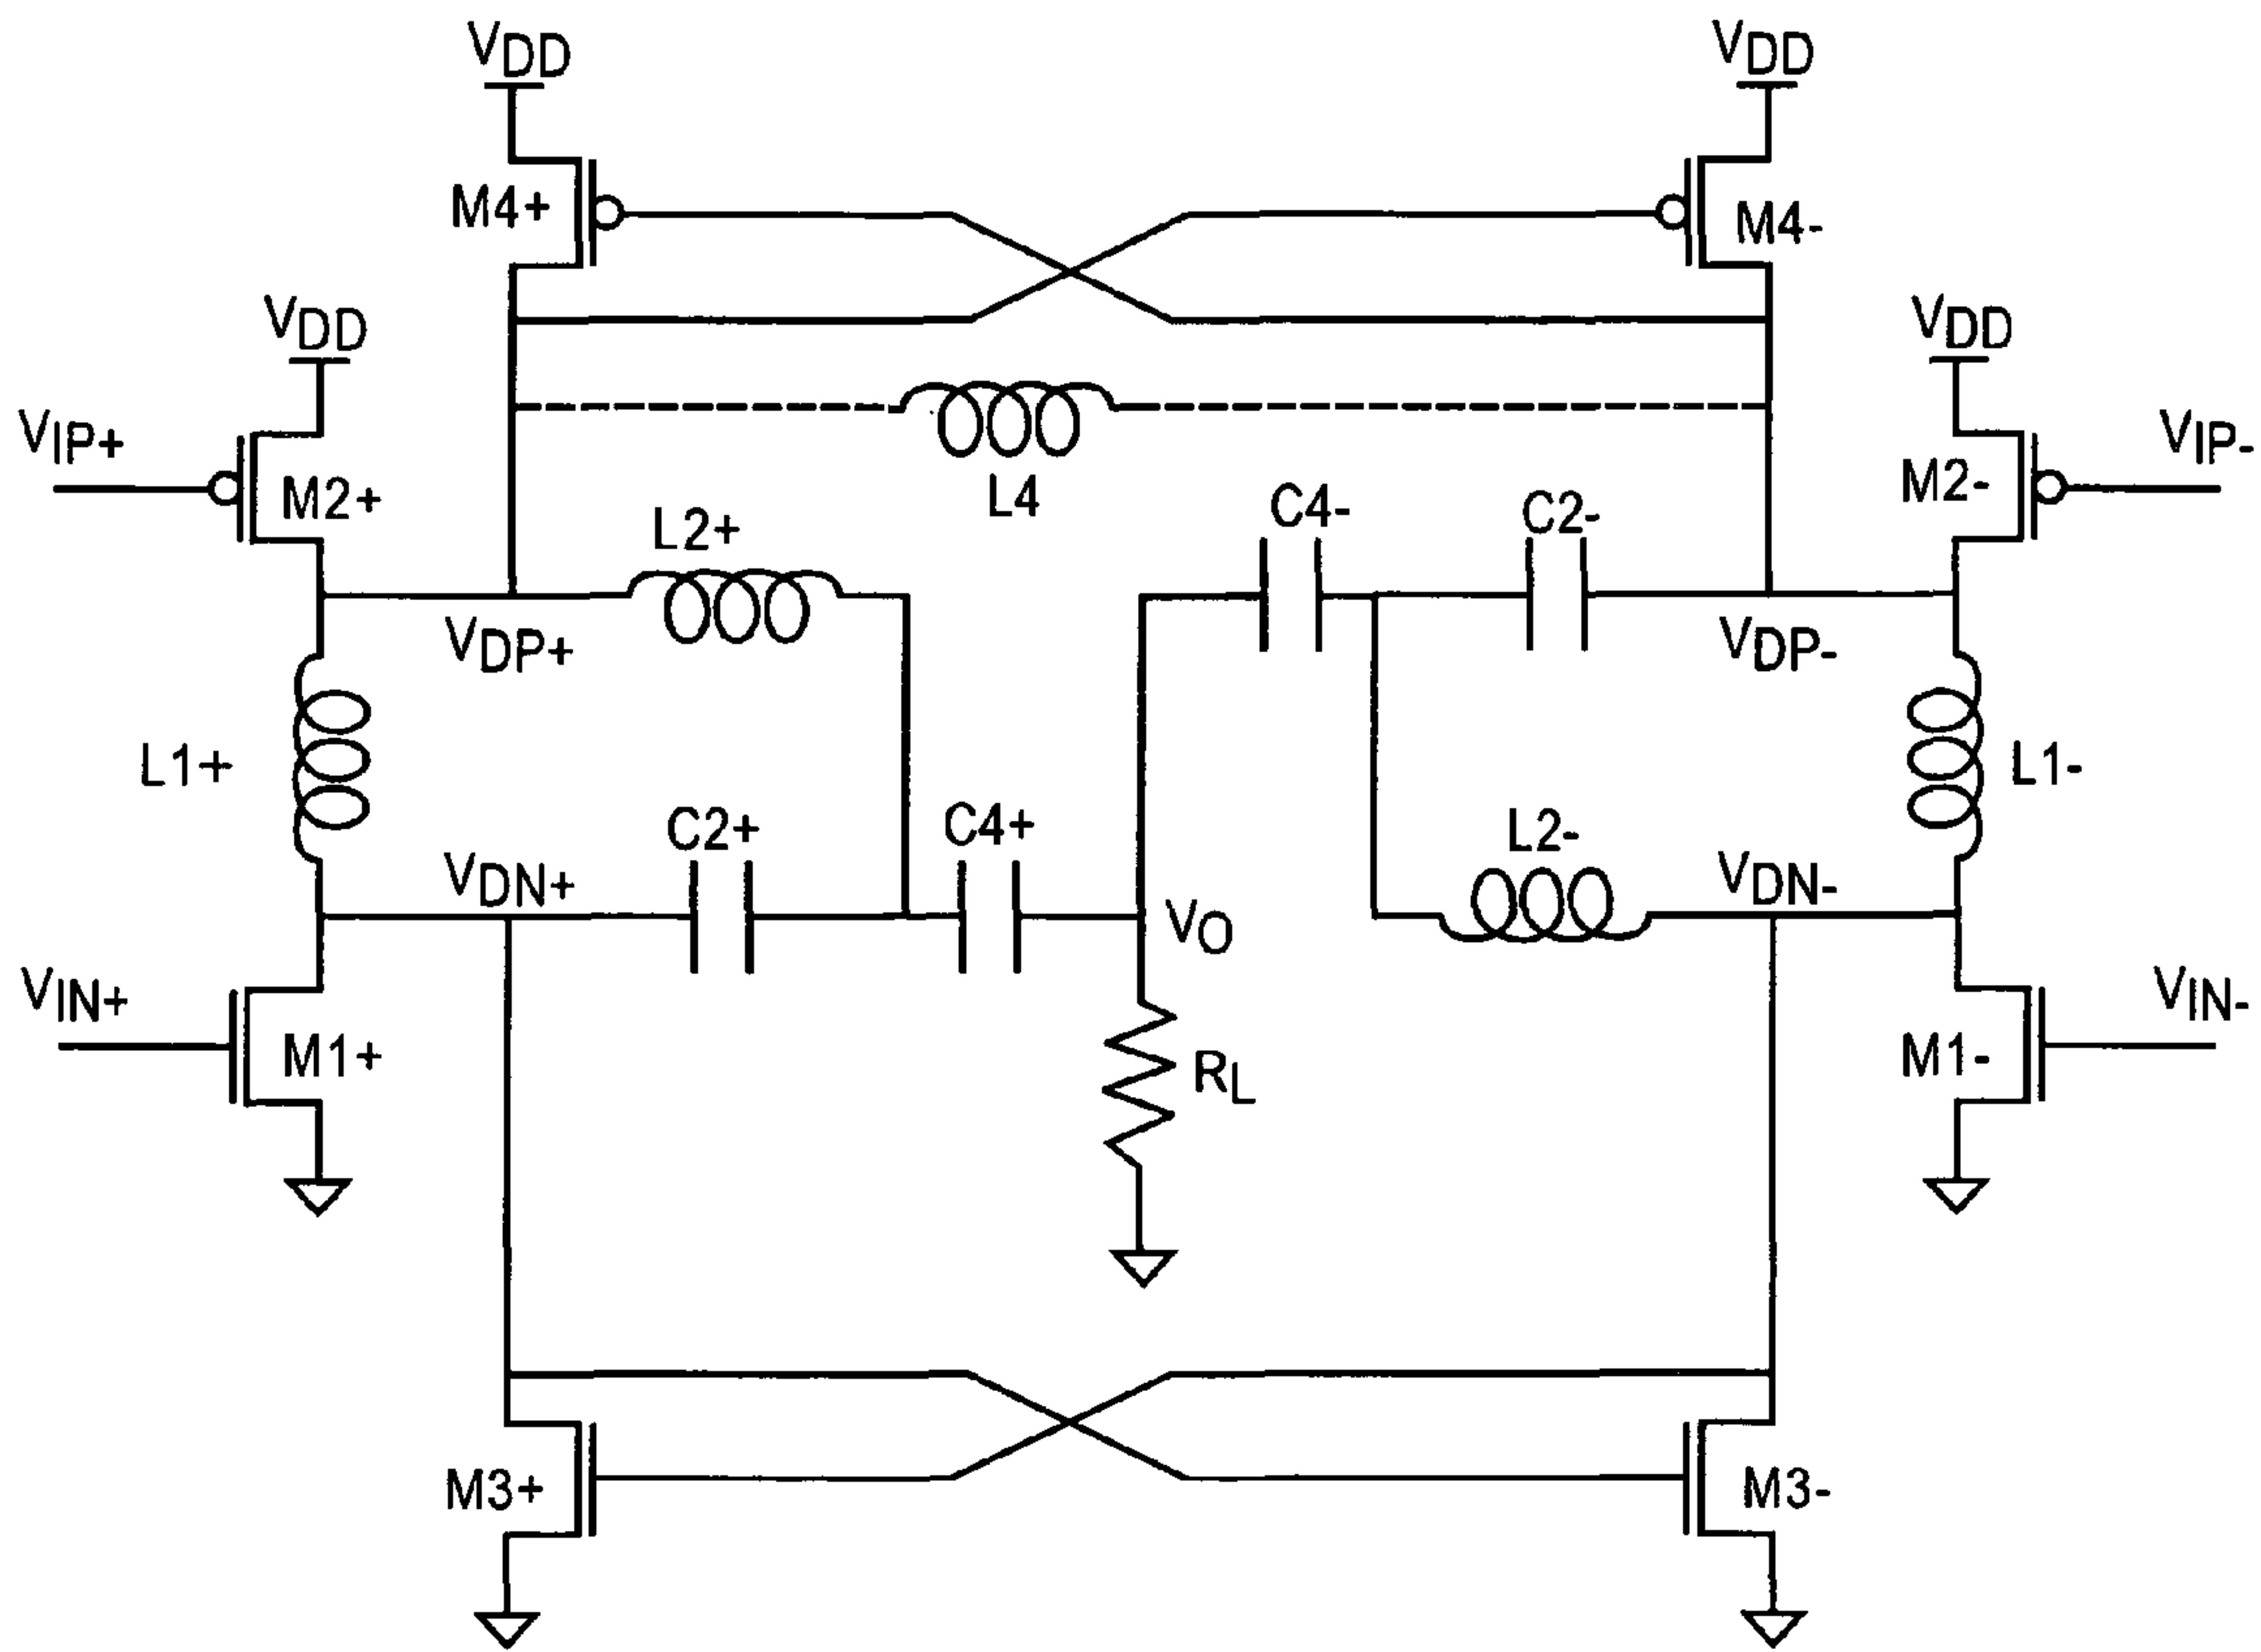 VDD
VDD
M4+
M4-
VDD
VDD
VIP+
VIP-
M2+
M2-
L4
L2+
C4-
C2-
VDP+
VDP-
L1+
L1-
C2+
C4+
L2-
VDN+
VO
VDN-
VIN+
VIN-
M1+
RL
M1-
M3+
M3-